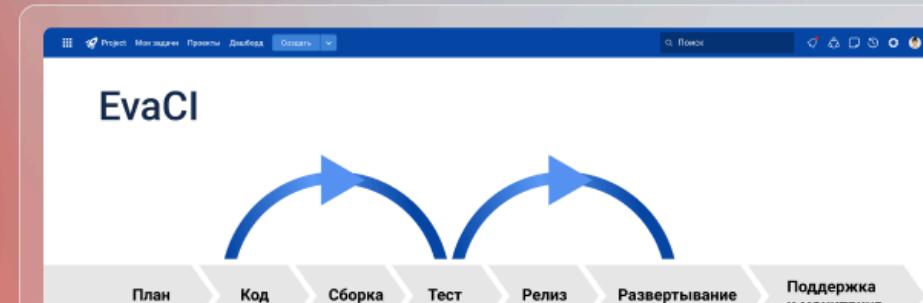 Project Мои задачи Проекты Дашборд Создать Поиск
EvaCI
План Код Сборка Тест Релиз Развертывание Поддержка